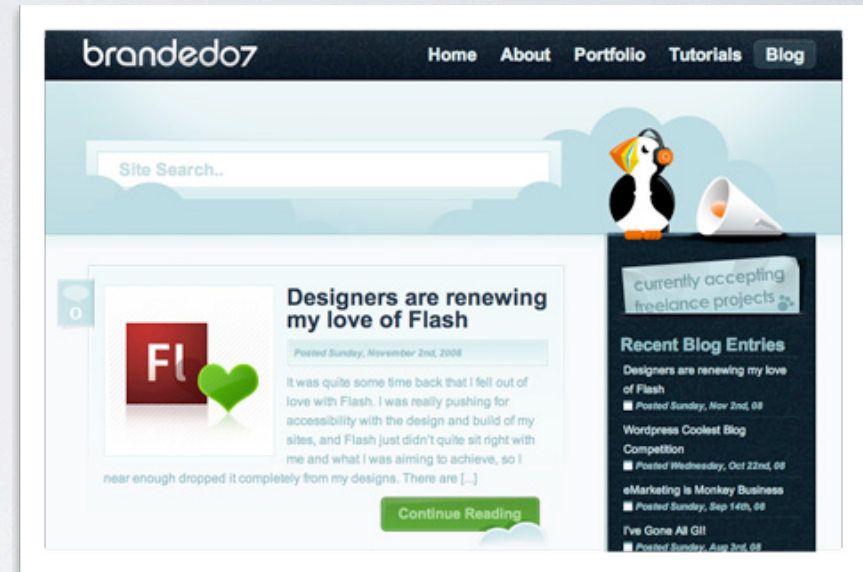 branded07
Home About Portfolio Tutorials Blog
Site Search..
0
Fl
Designers are renewing
my love of Flash
Posted Sunday, November 2nd, 2008
It was quite some time back that I fell out of
love with Flash. I was really pushing for
accessibility with the design and build of my
sites, and Flash just didn't quite sit right with
me and what I was aiming to achieve, so I
near enough dropped it completely from my designs. There are [...]
Continue Reading
currently accepting
freelance projects
Recent Blog Entries
Designers are renewing my love
of Flash
Posted Sunday, Nov 2nd, 08
Wordpress Coolest Blog
Competition
Posted Wednesday, Oct 22nd, 08
eMarketing is Monkey Business
Posted Sunday, Sep 14th, 08
I've Gone All GI!
Posted Sunday, Aug 3rd, 08